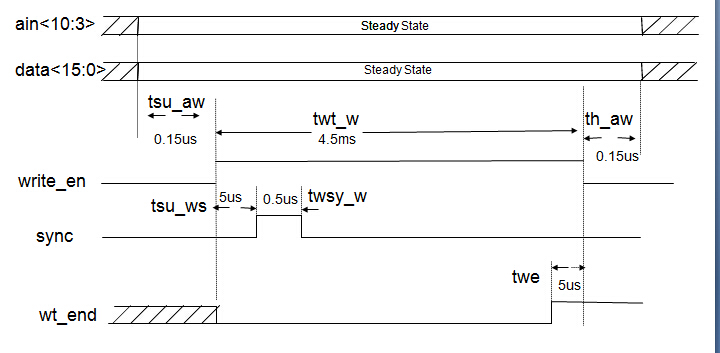 ain<10:3>
Steady State
data<15:0>
Steady State
tsu_aw
twt_w
th_aw
0.15us
4.5ms
0.15us
write_en
tsu_ws
5us
0.5us
twsy_w
sync
twe
5us
wt_end